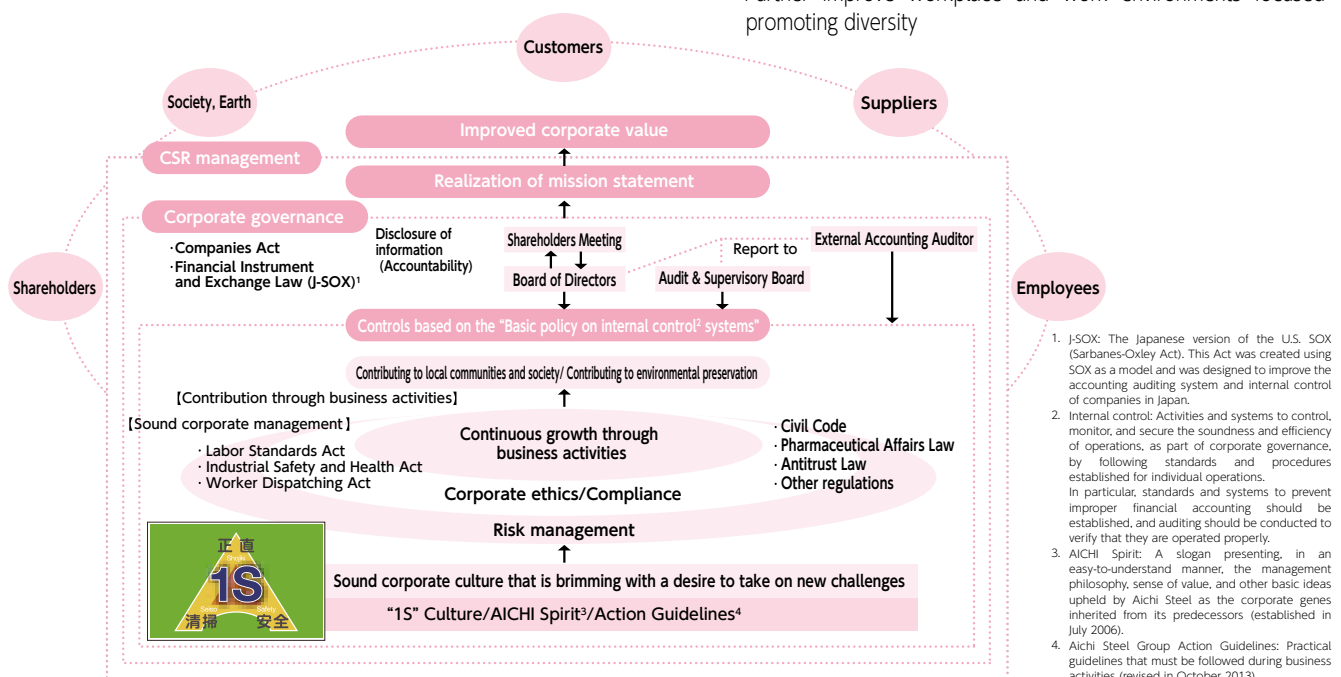 promoting diversity
Customers
Society, Earth
Suppliers
Improved corporate value
CSR management
Realization of mission statement
Corporate governance
・Companies Act
・Financial Instrument
and Exchange Law (J-SOX)¹
Disclosure of
information
(Accountability)
Shareholders Meeting
Board of Directors
Report to
External Accounting Auditor
Audit & Supervisory Board
Shareholders
Employees
Controls based on the "Basic policy on internal control² systems"
Contributing to local communities and society/ Contributing to environmental preservation
【Contribution through business activities】
【Sound corporate management】
・Labor Standards Act
・Industrial Safety and Health Act
・Worker Dispatching Act
Continuous growth through
business activities
・Civil Code
・Pharmaceutical Affairs Law
・Antitrust Law
・Other regulations
Corporate ethics/Compliance
Risk management
正直
Shojiki
1S
Seiso
Safety
清掃
安全
Sound corporate culture that is brimming with a desire to take on new challenges
"1S" Culture/AICHI Spirit³/Action Guidelines⁴
1. J-SOX: The Japanese version of the U.S. SOX
(Sarbanes-Oxley Act). This Act was created using
SOX as a model and was designed to improve the
accounting auditing system and internal control
of companies in Japan.
2. Internal control: Activities and systems to control,
monitor, and secure the soundness and efficiency
of operations, as part of corporate governance,
by following standards and procedures
established for individual operations.
In particular, standards and systems to prevent
improper financial accounting should be
established, and auditing should be conducted to
verify that they are operated properly.
3. AICHI Spirit: A slogan presenting, in an
easy-to-understand manner, the management
philosophy, sense of value, and other basic ideas
upheld by Aichi Steel as the corporate genes
inherited from its predecessors (established in
July 2006).
4. Aichi Steel Group Action Guidelines: Practical
guidelines that must be followed during business
activities (revised in October 2013)